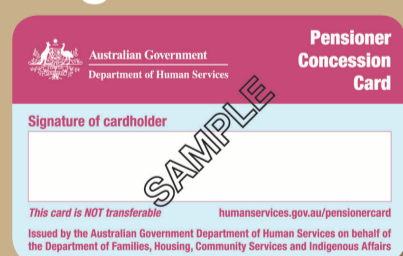 Pensioner
Concession
Card
Australian Government
Department of Human Services
Signature of cardholder
SAMPLE
This card is NOT transferable humanservices.gov.au/pensionercard
Issued by the Australian Government Department of Human Services on behalf of
the Department of Families, Housing, Community Services and Indigenous Affairs